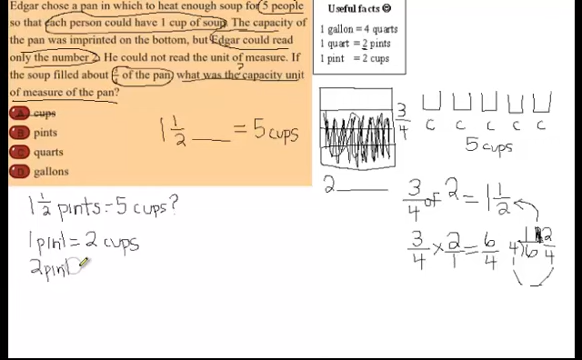 Edgar chose a pan in which to heat enough soup for 5 people
so that each person could have 1 cup of soup. The capacity
of the pan was imprinted on the bottom, but Edgar could read
only the number 2. He could not read the unit of measure. If
the soup filled about 3/4 of the pan, what was the capacity unit
of measure of the pan?
A cups
B pints
C quarts
D gallons
Useful facts ☺
1 gallon = 4 quarts
1 quart = 2 pints
1 pint = 2 cups
1 1/2 ___ = 5 cups
3/4
2 ___
C C C C C
5 cups
3/4 of 2 = 1 1/2
3/4 × 2/1 = 6/4
4)6
1 2/4
1 1/2 pints = 5 cups?
1 pint = 2 cups
2 pint